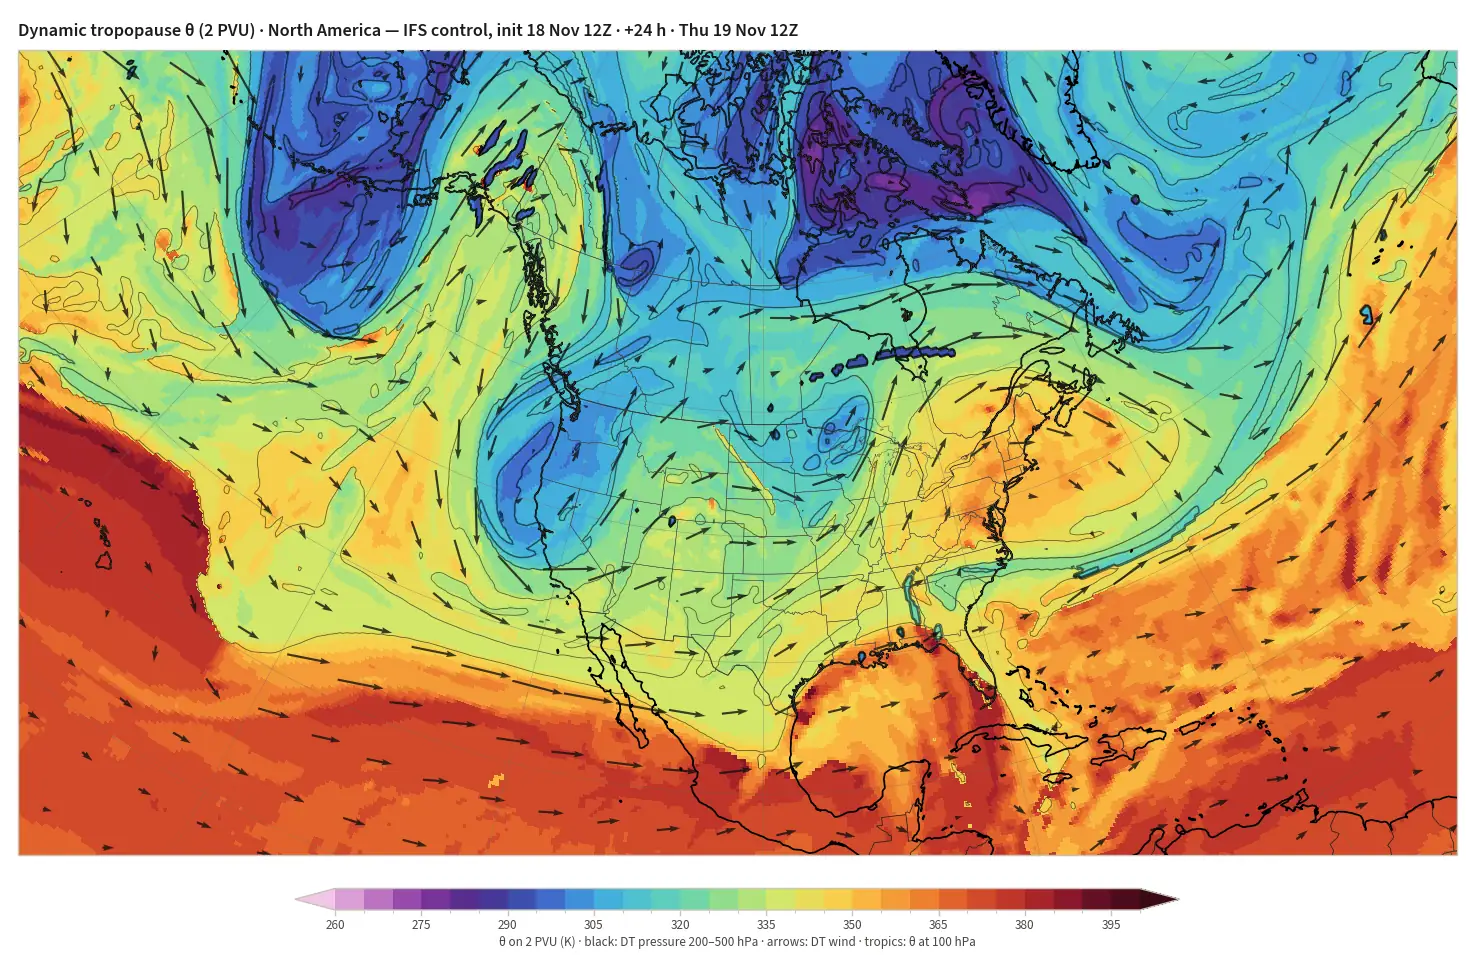 Dynamic tropopause θ (2 PVU) · North America — IFS control, init 18 Nov 12Z · +24 h · Thu 19 Nov 12Z
260 275 290 305 320 335 350 365 380 395
θ on 2 PVU (K) · black: DT pressure 200–500 hPa · arrows: DT wind · tropics: θ at 100 hPa